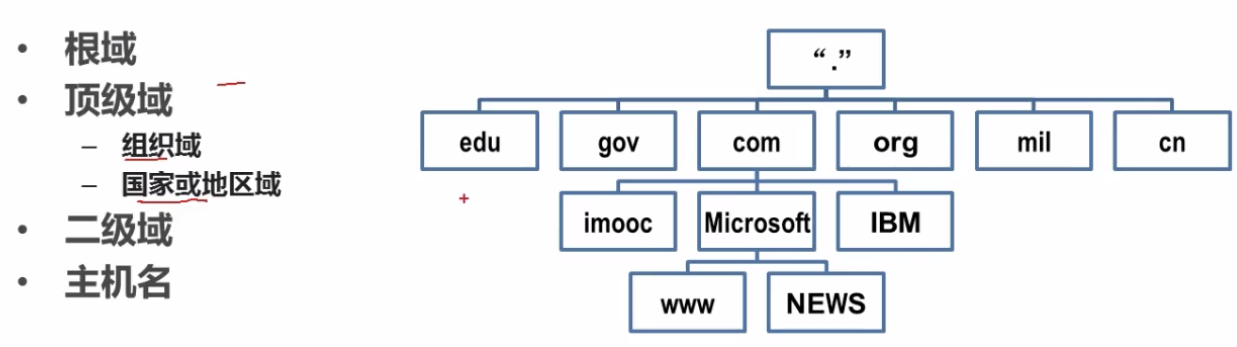 • 根域
• 顶级域
– 组织域
– 国家或地区域
• 二级域
• 主机名
“.”
edu gov com org mil cn
imooc Microsoft IBM
www NEWS